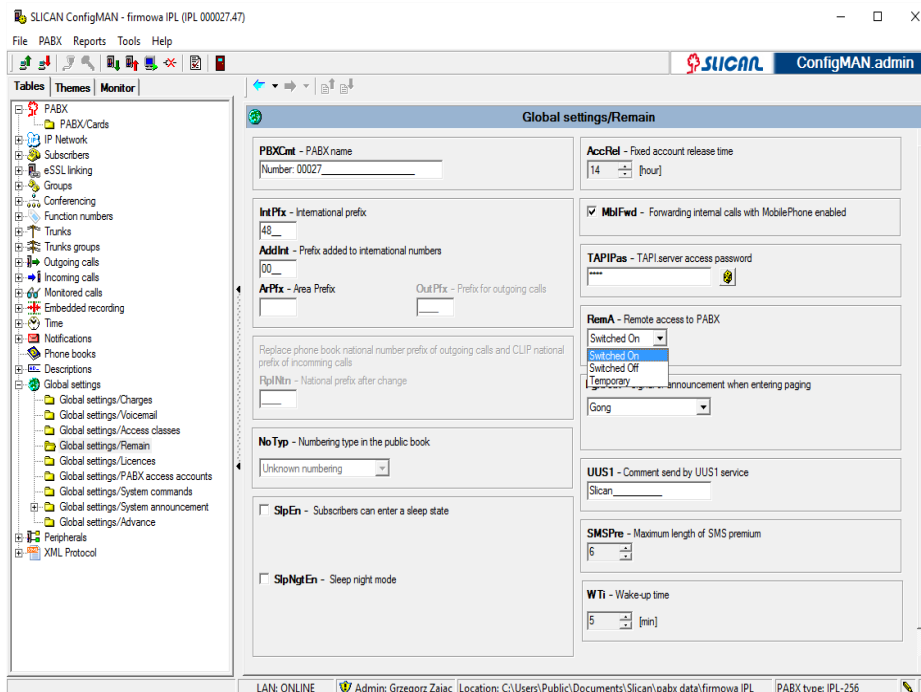 SLICAN ConfigMAN - firmowa IPL (IPL 000027.47)
File PABX Reports Tools Help
SLICAN ConfigMAN.admin
Tables Themes Monitor
PABX
PABX/Cards
IP Network
Subscribers
eSSL linking
Groups
Conferencing
Function numbers
Trunks
Trunks groups
Outgoing calls
Incoming calls
Monitored calls
Embedded recording
Time
Notifications
Phone books
Descriptions
Global settings
Global settings/Charges
Global settings/Voicemail
Global settings/Access classes
Global settings/Remain
Global settings/Licences
Global settings/PABX access accounts
Global settings/System commands
Global settings/System announcement
Global settings/Advance
Peripherals
XML Protocol
Global settings/Remain
PBXCmt - PABX name
Number: 00027
IntPfx - International prefix
48__
AddInt - Prefix added to international numbers
00__
ArPfx - Area Prefix OutPfx - Prefix for outgoing calls
Replace phone book national number prefix of outgoing calls and CLIP national
prefix of incomming calls
RplNtn - National prefix after change
NoTyp - Numbering type in the public book
Unknown numbering
SlpEn - Subscribers can enter a sleep state
SlpNgtEn - Sleep night mode
AccRel - Fixed account release time
14 [hour]
MblFwd - Forwarding internal calls with MobilePhone enabled
TAPIPas - TAPI.server access password
****
RemA - Remote access to PABX
Switched On
Switched On
Switched Off
Temporary
announcement when entering paging
Gong
UUS1 - Comment send by UUS1 service
Slican
SMSPre - Maximum length of SMS premium
6
WTi - Wake-up time
5 [min]
LAN: ONLINE Admin: Grzegorz Zajac Location: C:\Users\Public\Documents\Slican\pabx data\firmowa IPL PABX type: IPL-256